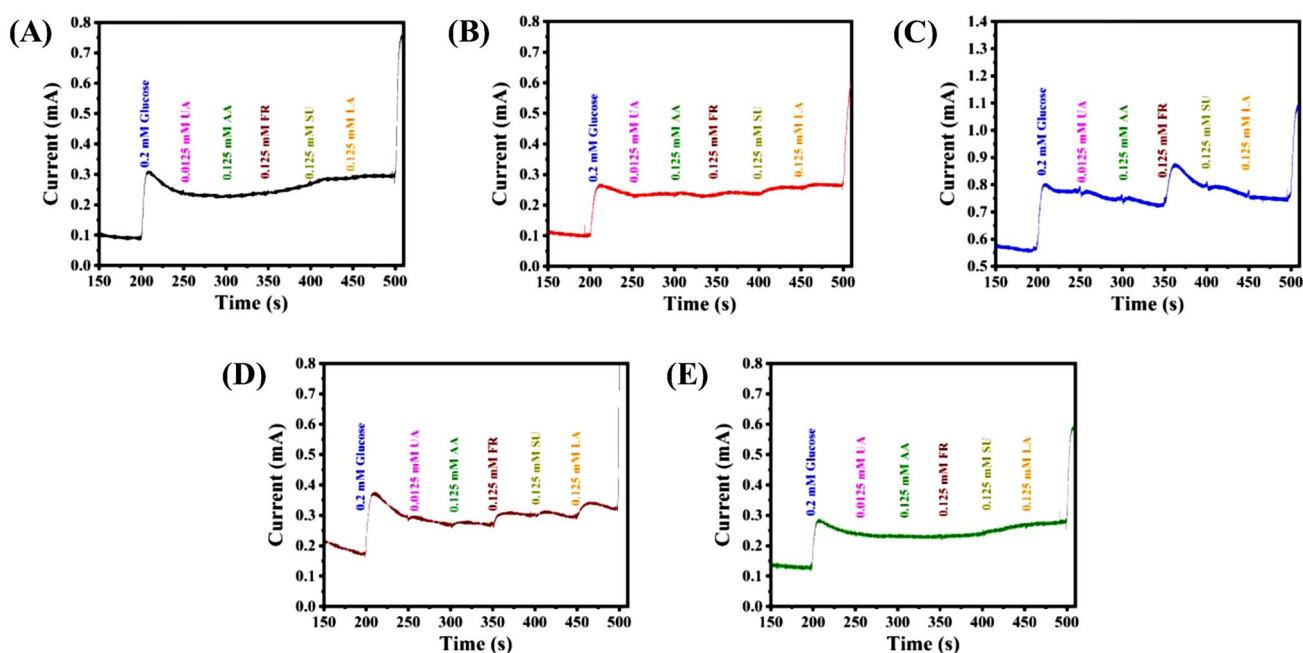 (A)
Current (mA)
0.8
0.7
0.6
0.5
0.4
0.3
0.2
0.1
0.0
0.2 mM Glucose
0.0125 mM UA
0.125 mM AA
0.125 mM FR
0.125 mM SU
0.125 mM LA
150 200 250 300 350 400 450 500
Time (s)
(B)
Current (mA)
0.8
0.7
0.6
0.5
0.4
0.3
0.2
0.1
0.0
0.2 mM Glucose
0.0125 mM UA
0.125 mM AA
0.125 mM FR
0.125 mM SU
0.125 mM LA
150 200 250 300 350 400 450 500
Time (s)
(C)
Current (mA)
1.4
1.3
1.2
1.1
1.0
0.9
0.8
0.7
0.6
0.5
0.2 mM Glucose
0.0125 mM UA
0.125 mM AA
0.125 mM FR
0.125 mM SU
0.125 mM LA
150 200 250 300 350 400 450 500
Time (s)
(D)
Current (mA)
0.8
0.7
0.6
0.5
0.4
0.3
0.2
0.1
0.0
0.2 mM Glucose
0.0125 mM UA
0.125 mM AA
0.125 mM FR
0.125 mM SU
0.125 mM LA
150 200 250 300 350 400 450 500
Time (s)
(E)
Current (mA)
0.8
0.7
0.6
0.5
0.4
0.3
0.2
0.1
0.0
0.2 mM Glucose
0.0125 mM UA
0.125 mM AA
0.125 mM FR
0.125 mM SU
0.125 mM LA
150 200 250 300 350 400 450 500
Time (s)